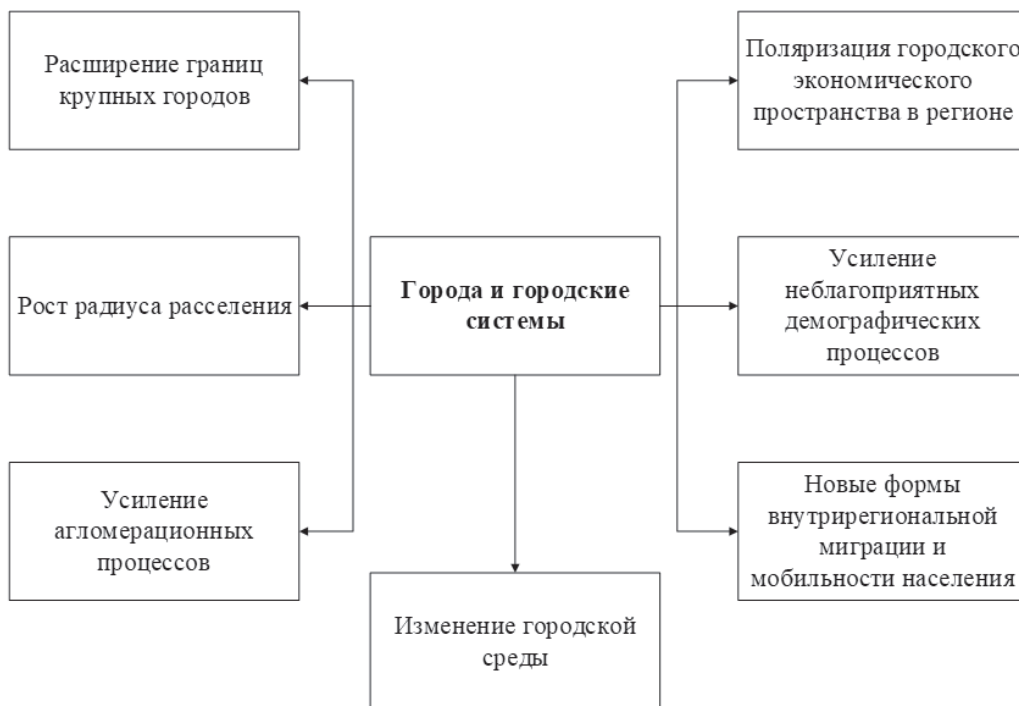 Расширение границ
крупных городов
Поляризация городского
экономического
пространства в регионе
Рост радиуса расселения
Города и городские
системы
Усиление
неблагоприятных
демографических
процессов
Усиление
агломерационных
процессов
Новые формы
внутрирегиональной
миграции и
мобильности населения
Изменение городской
среды